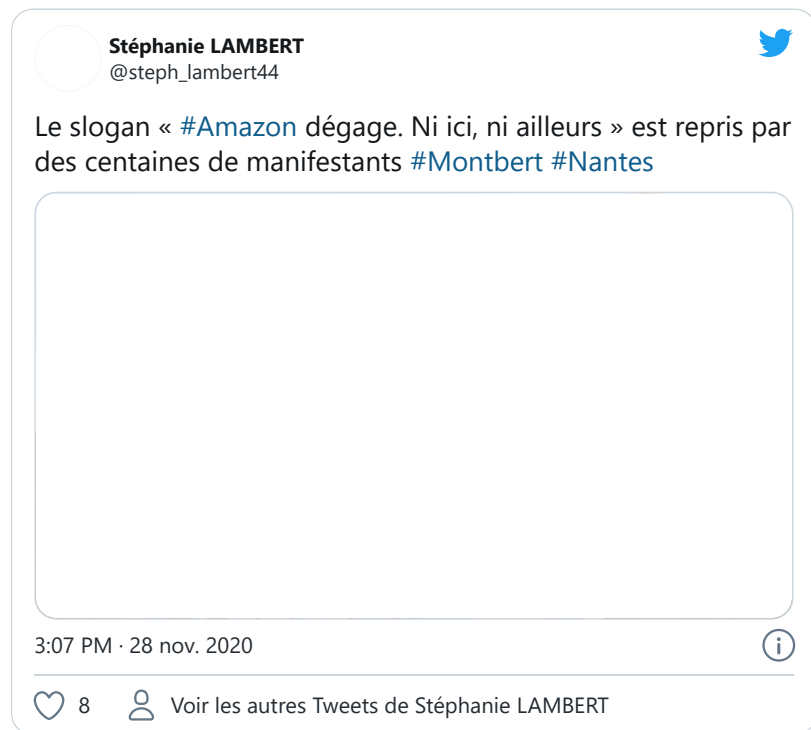 Stéphanie LAMBERT
@steph_lambert44
Le slogan « #Amazon dégage. Ni ici, ni ailleurs » est repris par
des centaines de manifestants #Montbert #Nantes
3:07 PM · 28 nov. 2020
8
Voir les autres Tweets de Stéphanie LAMBERT